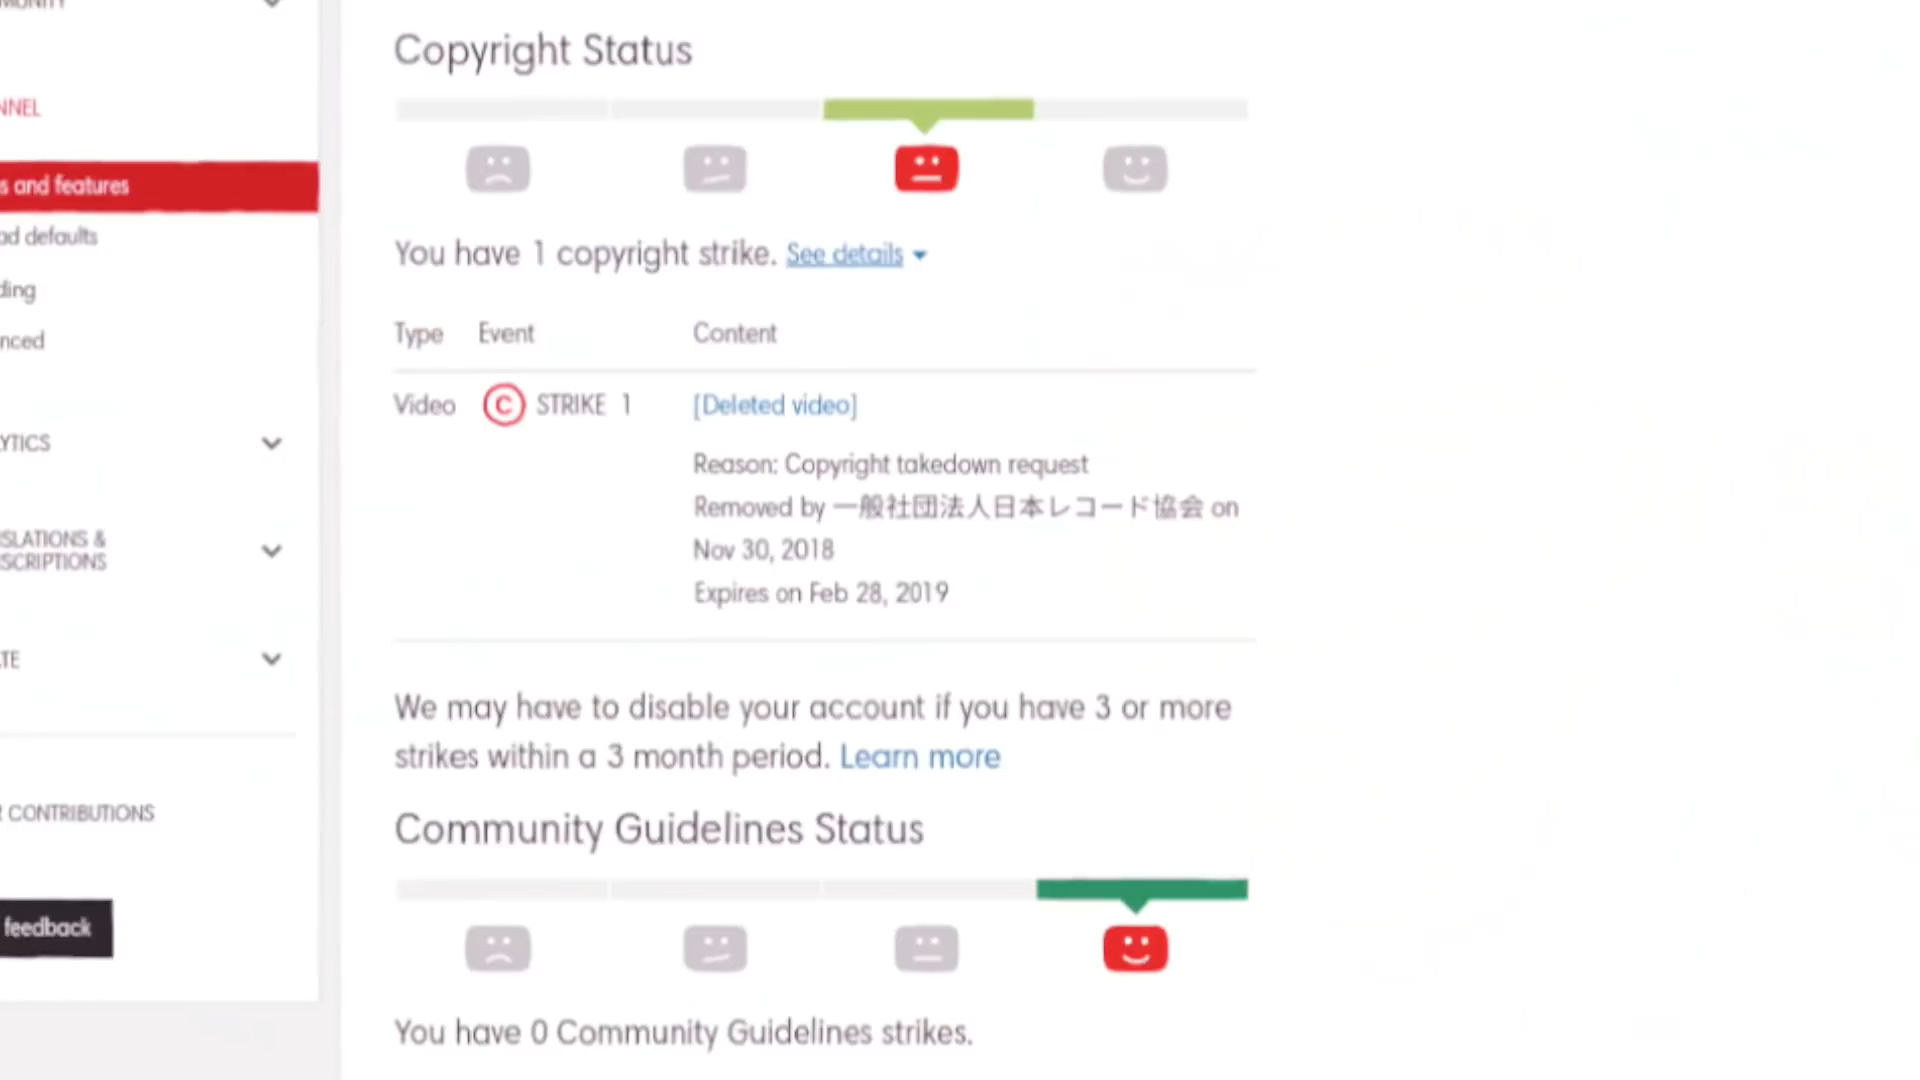 NNEL
s and features
ad defaults
ding
nced
YTICS
SLATIONS &
SCRIPTIONS
TE
CONTRIBUTIONS
feedback
Copyright Status
You have 1 copyright strike. See details
Type Event Content
Video C STRIKE 1 [Deleted video]
Reason: Copyright takedown request
Removed by 一般社団法人日本レコード協会 on
Nov 30, 2018
Expires on Feb 28, 2019
We may have to disable your account if you have 3 or more
strikes within a 3 month period. Learn more
Community Guidelines Status
You have 0 Community Guidelines strikes.